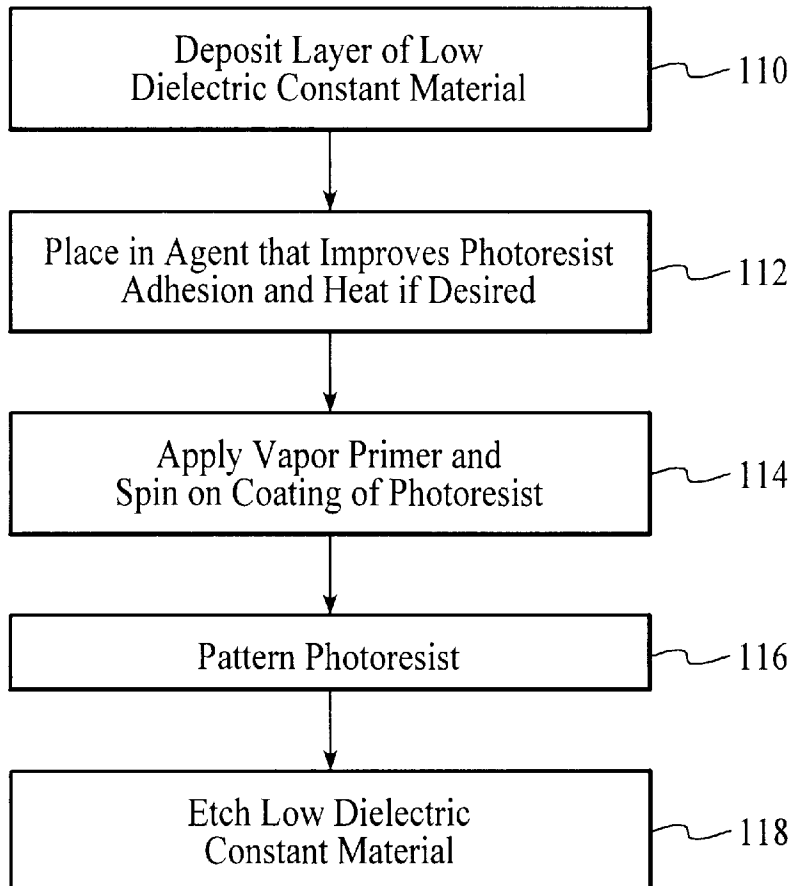 Deposit Layer of Low
Dielectric Constant Material
110
Place in Agent that Improves Photoresist
Adhesion and Heat if Desired
112
Apply Vapor Primer and
Spin on Coating of Photoresist
114
Pattern Photoresist
116
Etch Low Dielectric
Constant Material
118